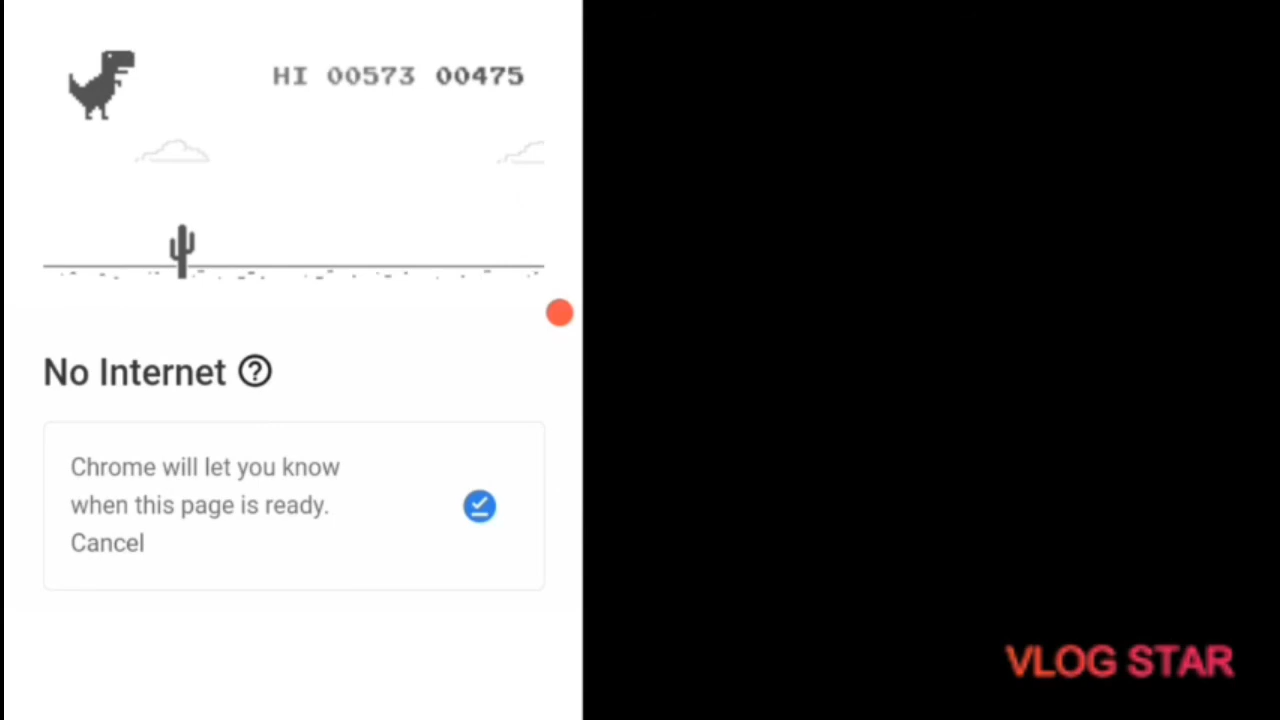 HI 00573 00475
No Internet
Chrome will let you know
when this page is ready.
Cancel
VLOG STAR